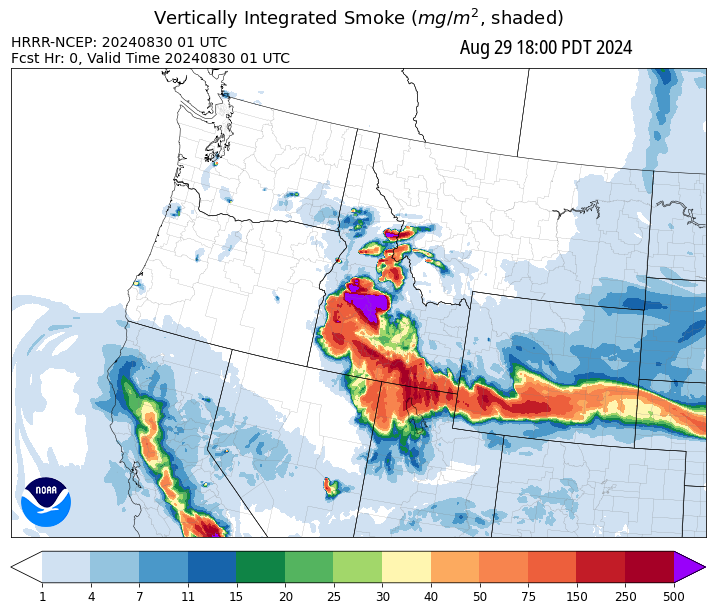 Vertically Integrated Smoke (mg/m², shaded)
HRRR-NCEP: 20240830 01 UTC
Fcst Hr: 0, Valid Time 20240830 01 UTC
Aug 29 18:00 PDT 2024
NOAA
1 4 7 11 15 20 25 30 40 50 75 150 250 500